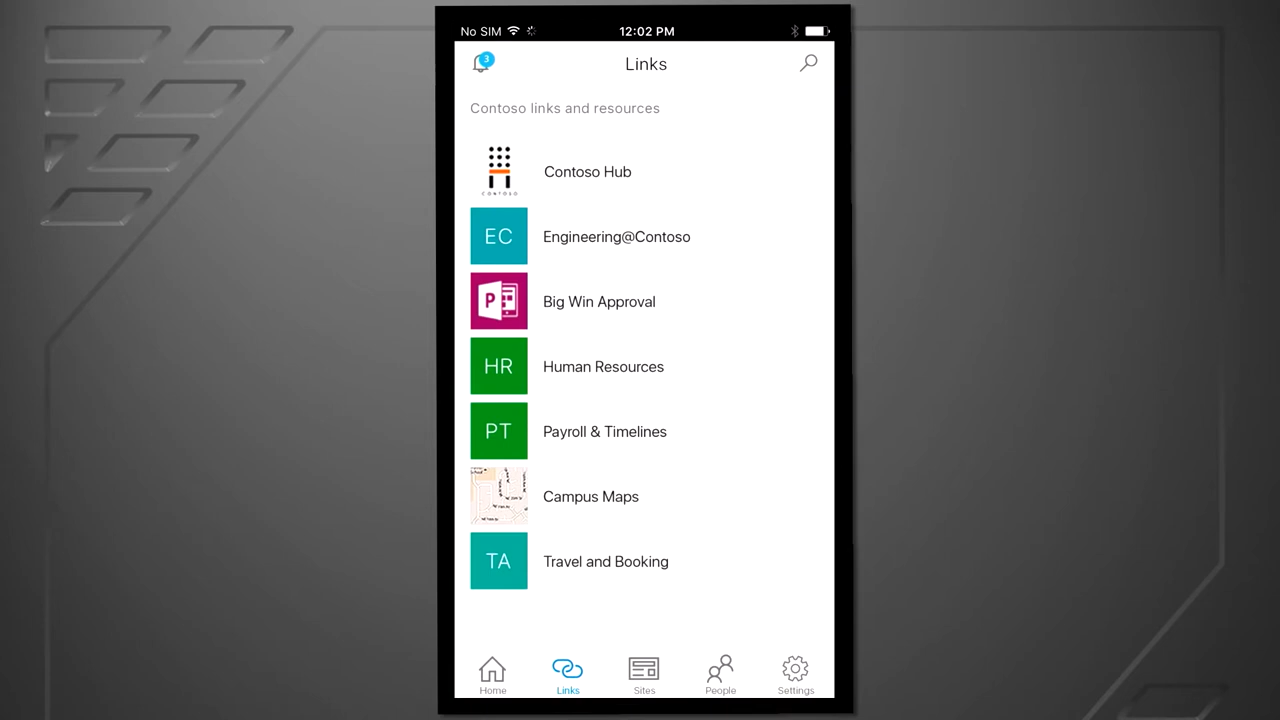 No SIM 12:02 PM
3
Links
Contoso links and resources
CONTOSO
Contoso Hub
EC
Engineering@Contoso
P
Big Win Approval
HR
Human Resources
PT
Payroll & Timelines
Campus Maps
TA
Travel and Booking
Home Links Sites People Settings